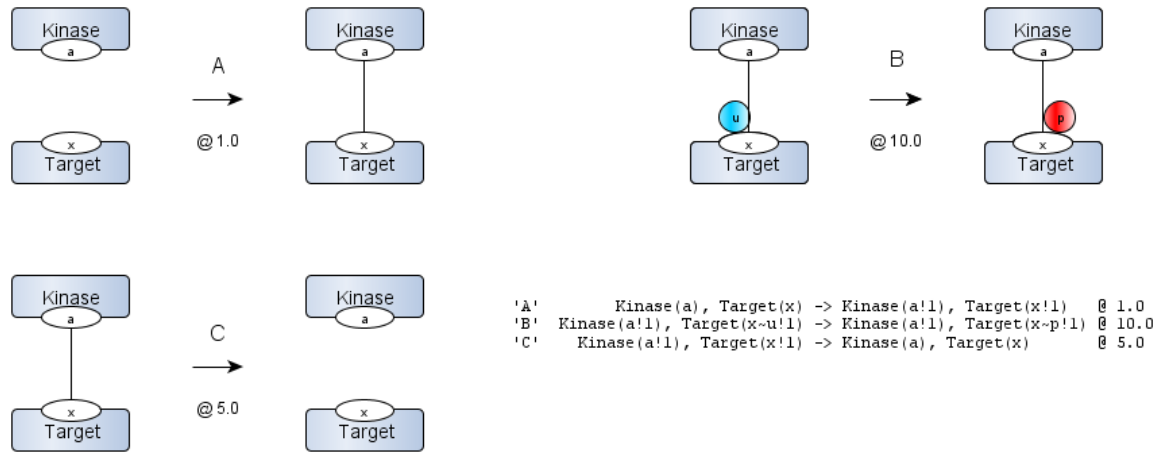 Kinase
a
A
@ 1.0
x
Target
Kinase
a
x
Target
Kinase
a
u
x
Target
B
@ 10.0
Kinase
a
p
x
Target
Kinase
a
C
@ 5.0
x
Target
Kinase
a
x
Target
'A' Kinase(a), Target(x) -> Kinase(a!1), Target(x!1) @ 1.0
'B' Kinase(a!1), Target(x~u!1) -> Kinase(a!1), Target(x~p!1) @ 10.0
'C' Kinase(a!1), Target(x!1) -> Kinase(a), Target(x) @ 5.0